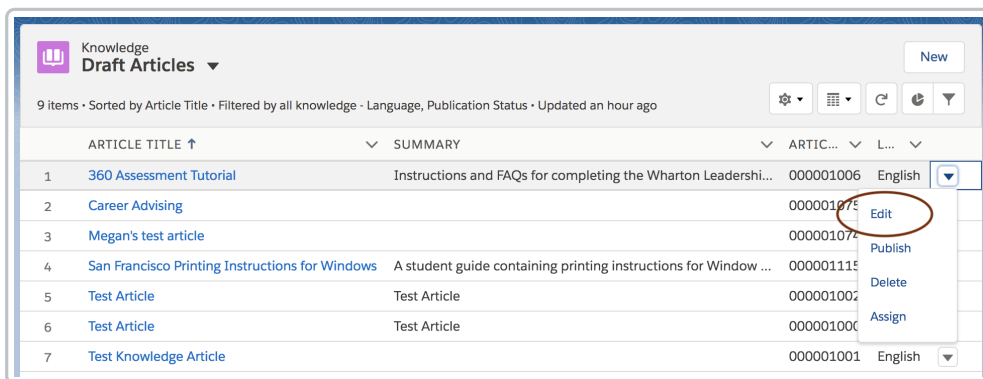 Knowledge
Draft Articles
New
9 items • Sorted by Article Title • Filtered by all knowledge - Language, Publication Status • Updated an hour ago
ARTICLE TITLE ↑ SUMMARY ARTIC... L...
1 360 Assessment Tutorial Instructions and FAQs for completing the Wharton Leadershi... 000001006 English
2 Career Advising 000001075
Edit
3 Megan's test article 000001074
Publish
4 San Francisco Printing Instructions for Windows A student guide containing printing instructions for Window ... 000001115
Delete
5 Test Article Test Article 000001002
Assign
6 Test Article Test Article 000001000
7 Test Knowledge Article 000001001 English